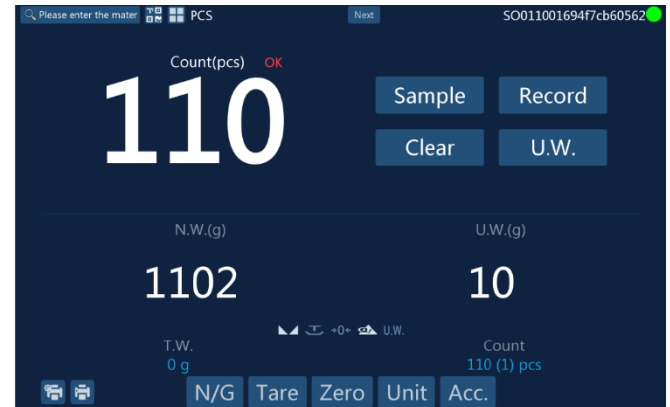 Please enter the mater PCS Next SO011001694f7cb60562
Count(pcs) OK
110
Sample Record
Clear U.W.
N.W.(g) U.W.(g)
1102 10
→0← U.W.
T.W. Count
0 g 110 (1) pcs
N/G Tare Zero Unit Acc.